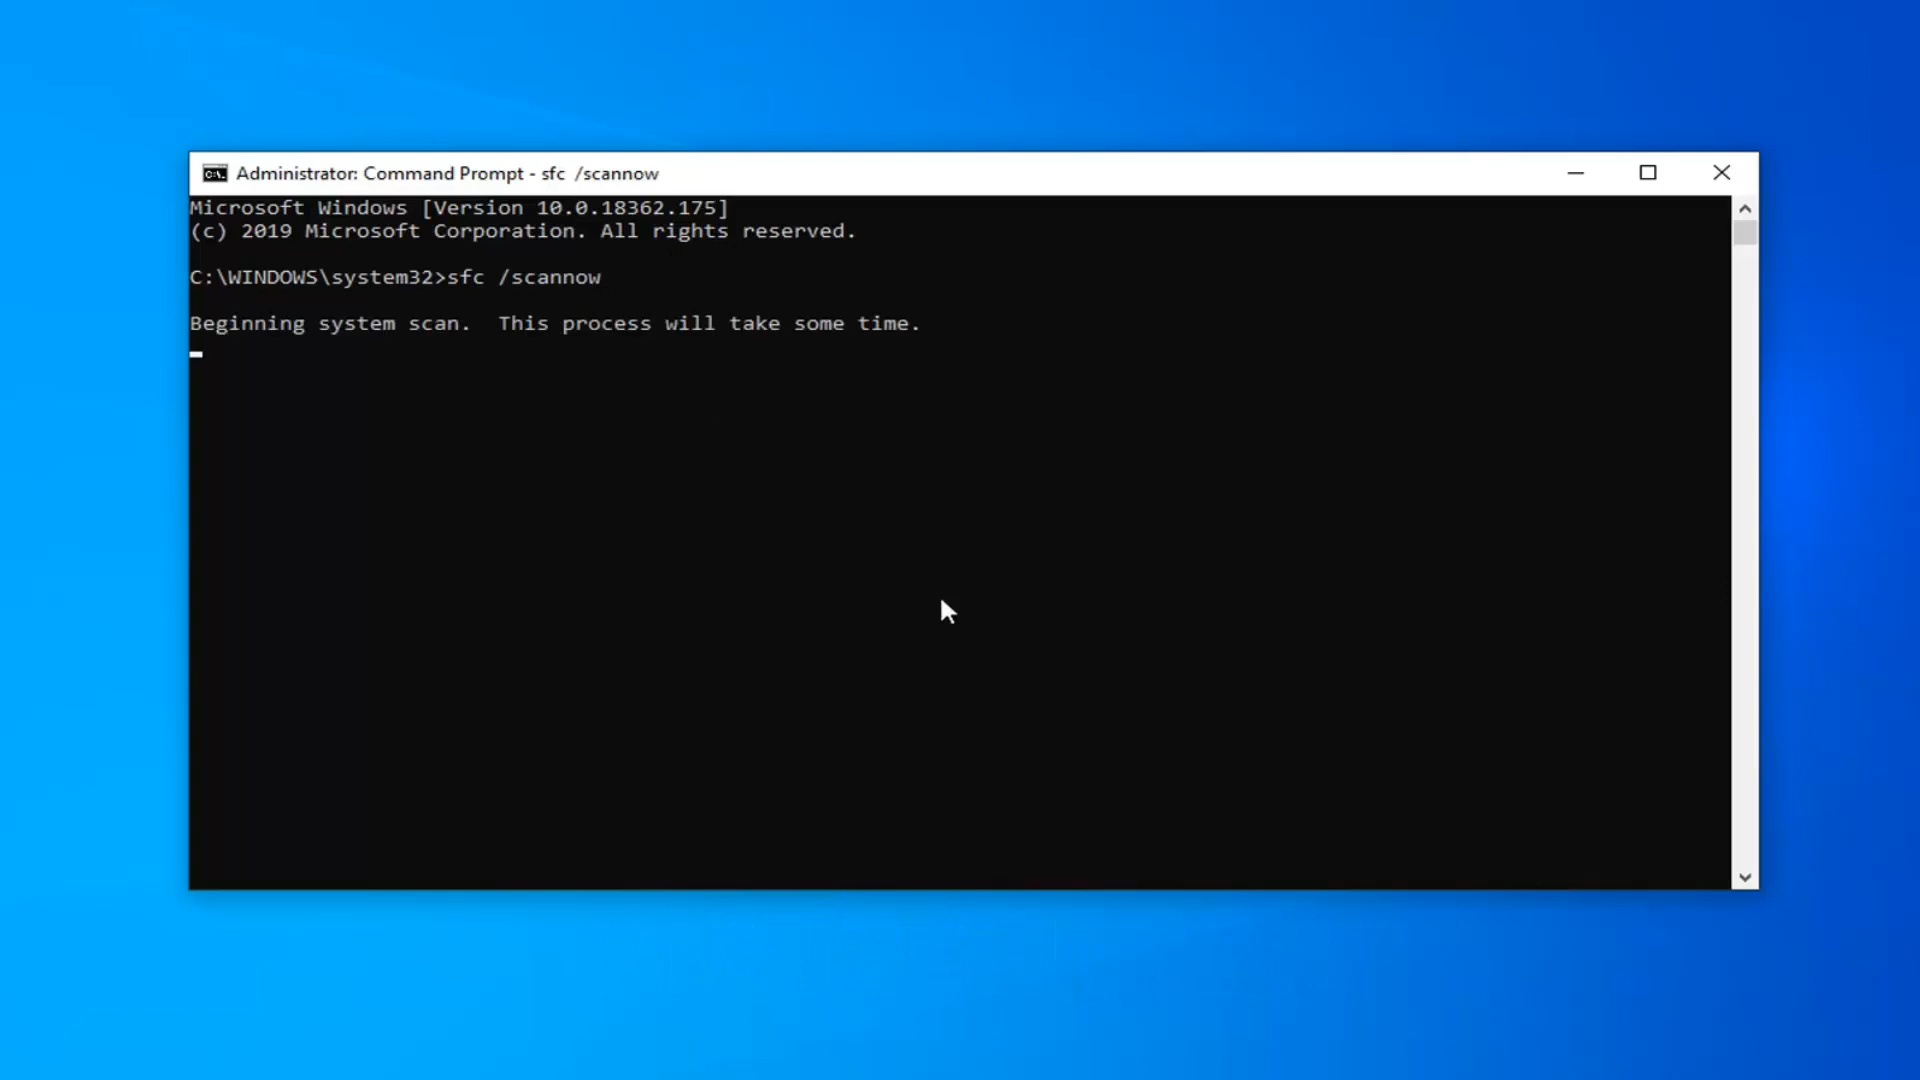 Administrator: Command Prompt - sfc  /scannow
Microsoft Windows [Version 10.0.18362.175]
(c) 2019 Microsoft Corporation. All rights reserved.
C:\WINDOWS\system32>sfc /scannow
Beginning system scan.  This process will take some time.